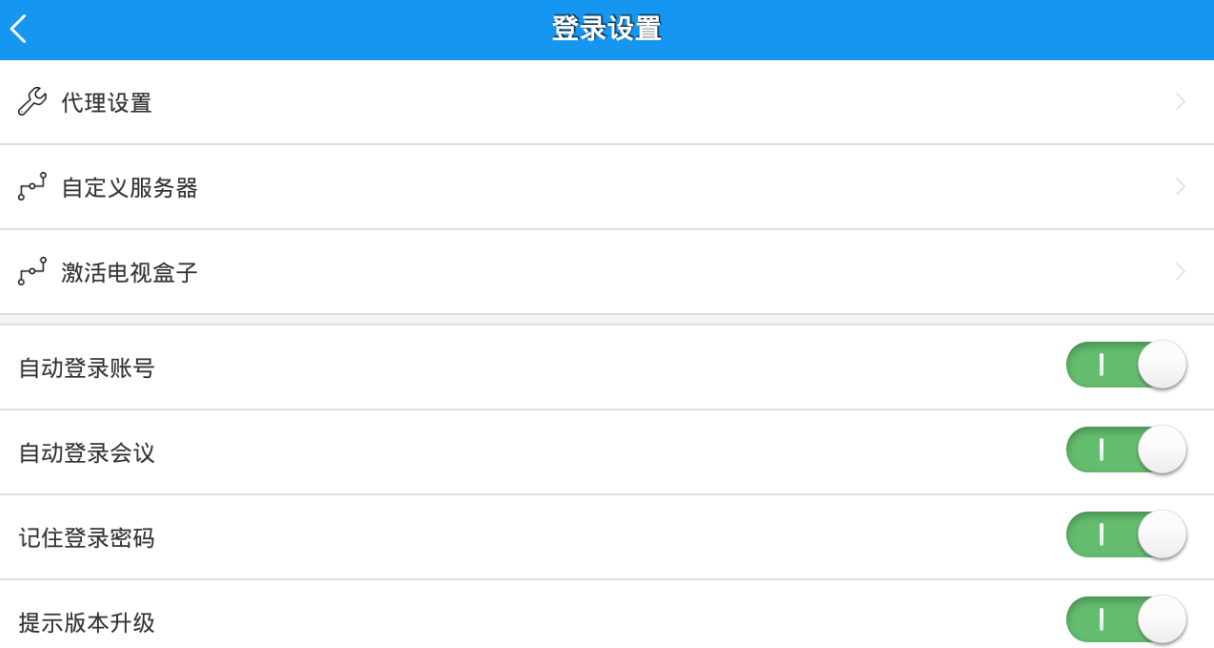 登录设置
代理设置
自定义服务器
激活电视盒子
自动登录账号
自动登录会议
记住登录密码
提示版本升级